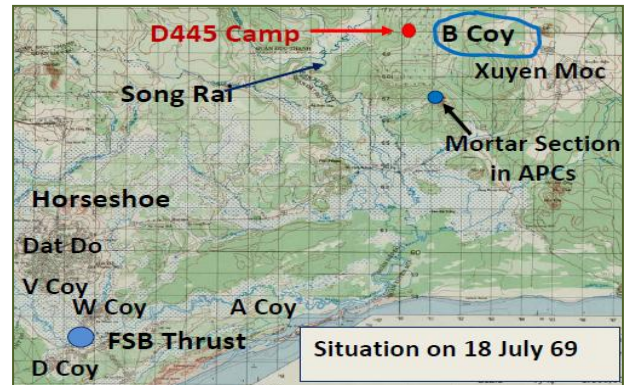 D445 Camp
B Coy
Xuyen Moc
Song Rai
Mortar Section
in APCs
Horseshoe
Dat Do
V Coy
W Coy
A Coy
FSB Thrust
D Coy
Situation on 18 July 69